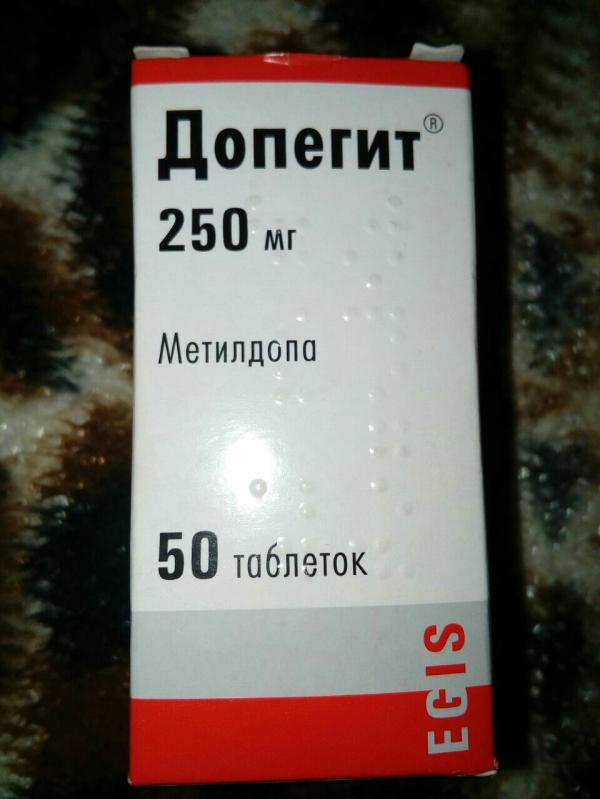 Допегит®
250 мг
Метилдопа
50 таблеток
EGIS